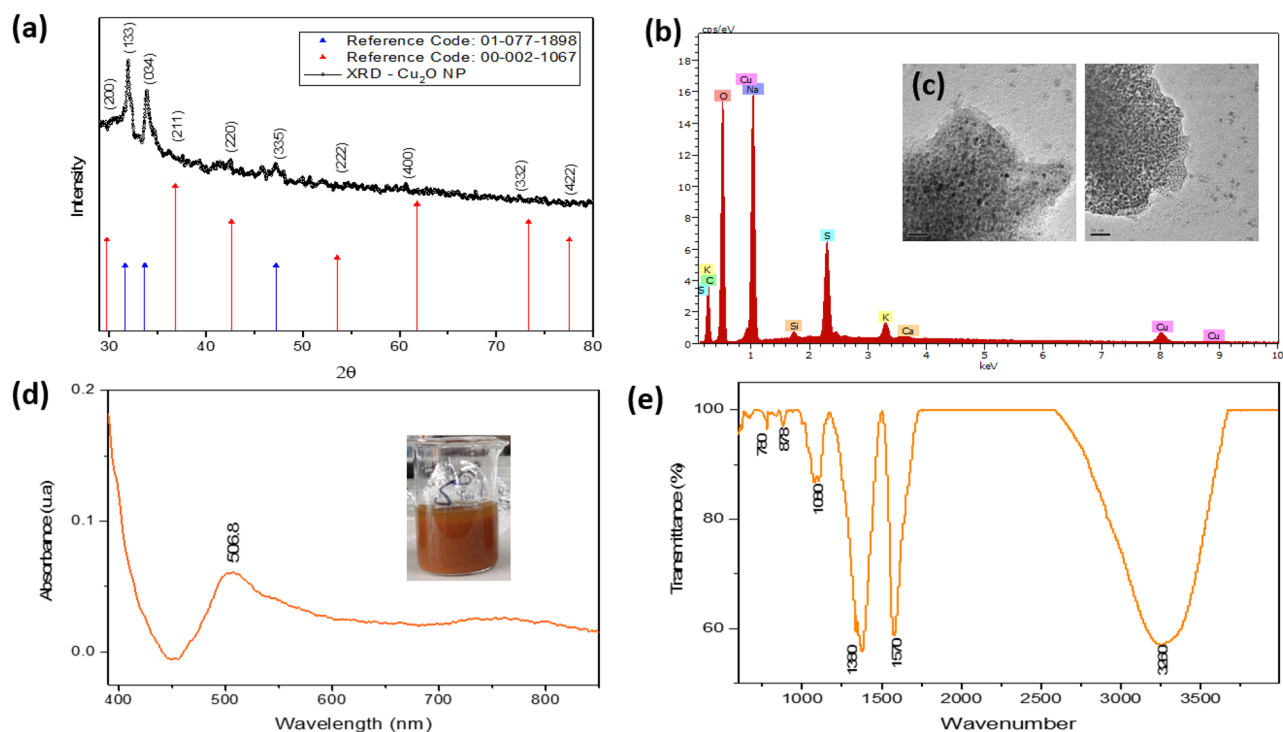 (a)
Reference Code: 01-077-1898
Reference Code: 00-002-1067
XRD - Cu₂O NP
(200)
(133)
(034)
(211)
(220)
(335)
(222)
(400)
(332)
(422)
Intensity
30 40 50 60 70 80
2θ
(b)
cps/eV
18
16
14
12
10
8
6
4
2
0
K
C
S
O
Cu
Na
Si
S
K
Ca
Cu
Cu
1 2 3 4 5 6 7 8 9 10
keV
(c)
(d)
0.2
0.1
0.0
Absorbance (u.a)
506.8
400 500 600 700 800
Wavelength (nm)
(e)
100
80
60
Transmittance (%)
780
878
1080
1380
1570
3260
1000 1500 2000 2500 3000 3500
Wavenumber